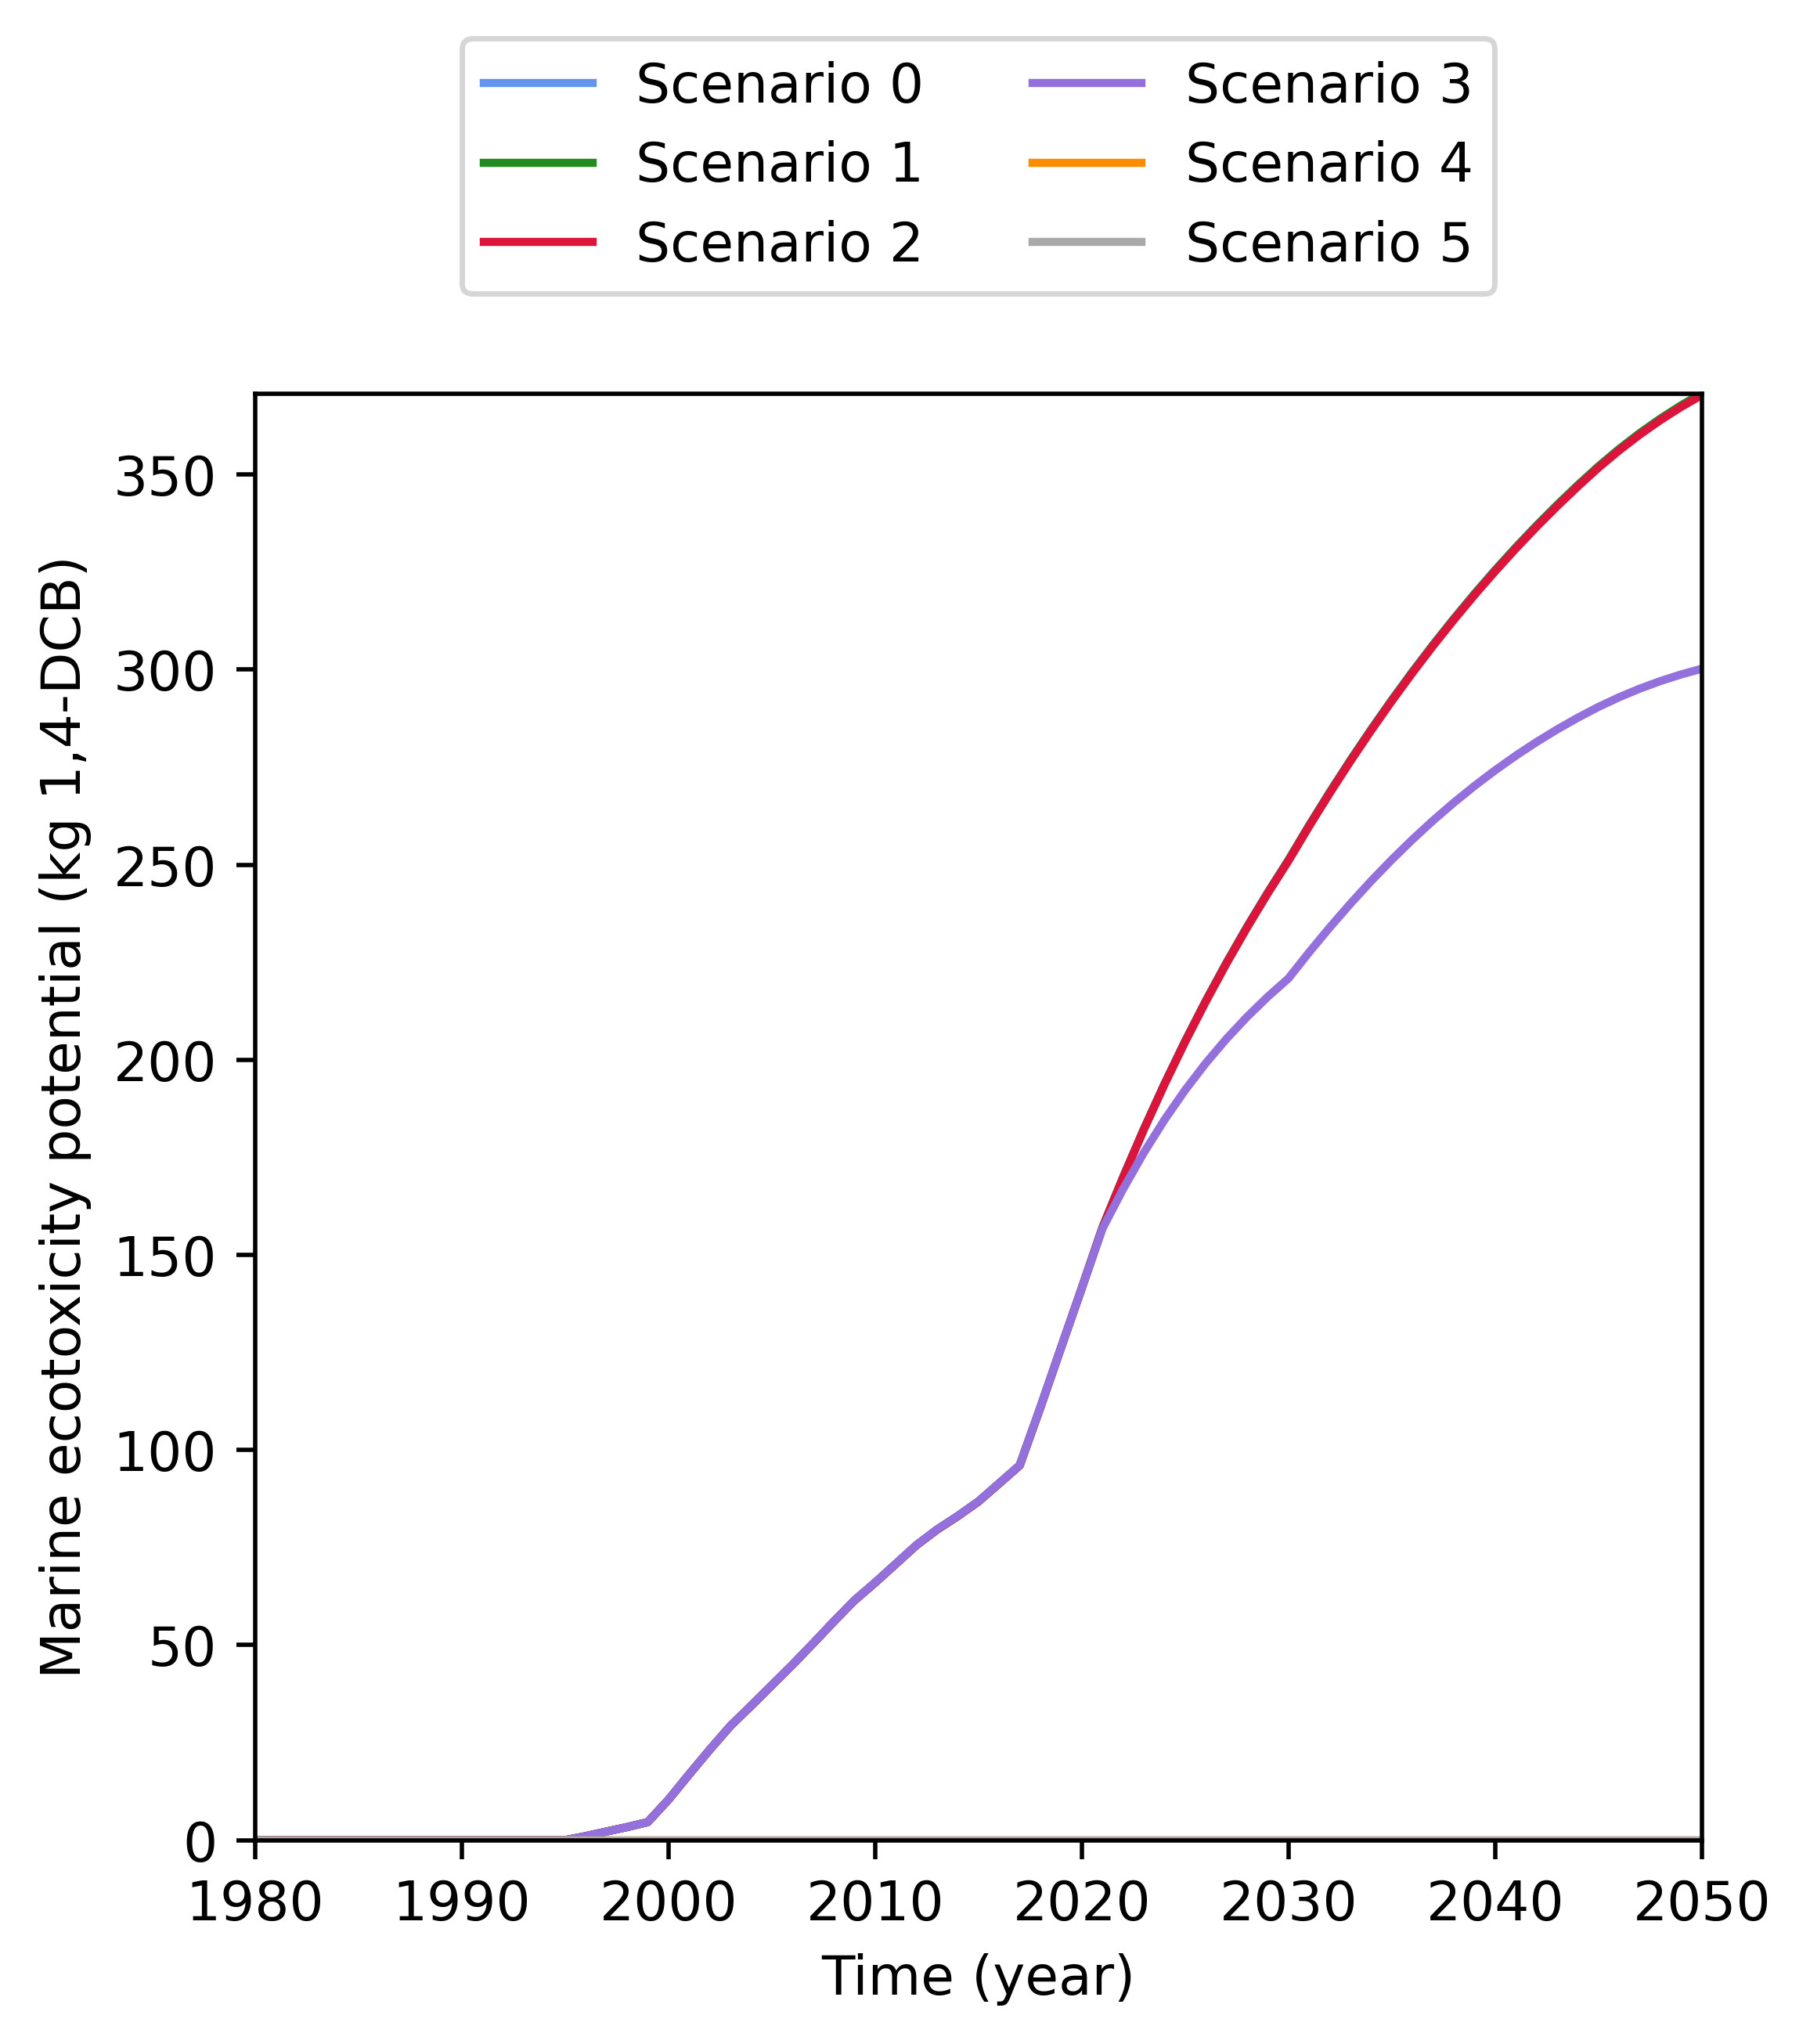 Scenario 0
Scenario 1
Scenario 2
Scenario 3
Scenario 4
Scenario 5
Marine ecotoxicity potential (kg 1,4-DCB)
350
300
250
200
150
100
50
0
1980 1990 2000 2010 2020 2030 2040 2050
Time (year)